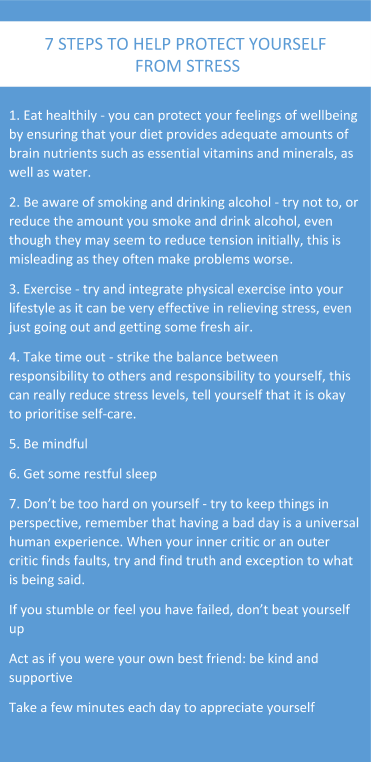 7 STEPS TO HELP PROTECT YOURSELF
FROM STRESS
1. Eat healthily - you can protect your feelings of wellbeing
by ensuring that your diet provides adequate amounts of
brain nutrients such as essential vitamins and minerals, as
well as water.
2. Be aware of smoking and drinking alcohol - try not to, or
reduce the amount you smoke and drink alcohol, even
though they may seem to reduce tension initially, this is
misleading as they often make problems worse.
3. Exercise - try and integrate physical exercise into your
lifestyle as it can be very effective in relieving stress, even
just going out and getting some fresh air.
4. Take time out - strike the balance between
responsibility to others and responsibility to yourself, this
can really reduce stress levels, tell yourself that it is okay
to prioritise self-care.
5. Be mindful
6. Get some restful sleep
7. Don’t be too hard on yourself - try to keep things in
perspective, remember that having a bad day is a universal
human experience. When your inner critic or an outer
critic finds faults, try and find truth and exception to what
is being said.
If you stumble or feel you have failed, don’t beat yourself
up
Act as if you were your own best friend: be kind and
supportive
Take a few minutes each day to appreciate yourself